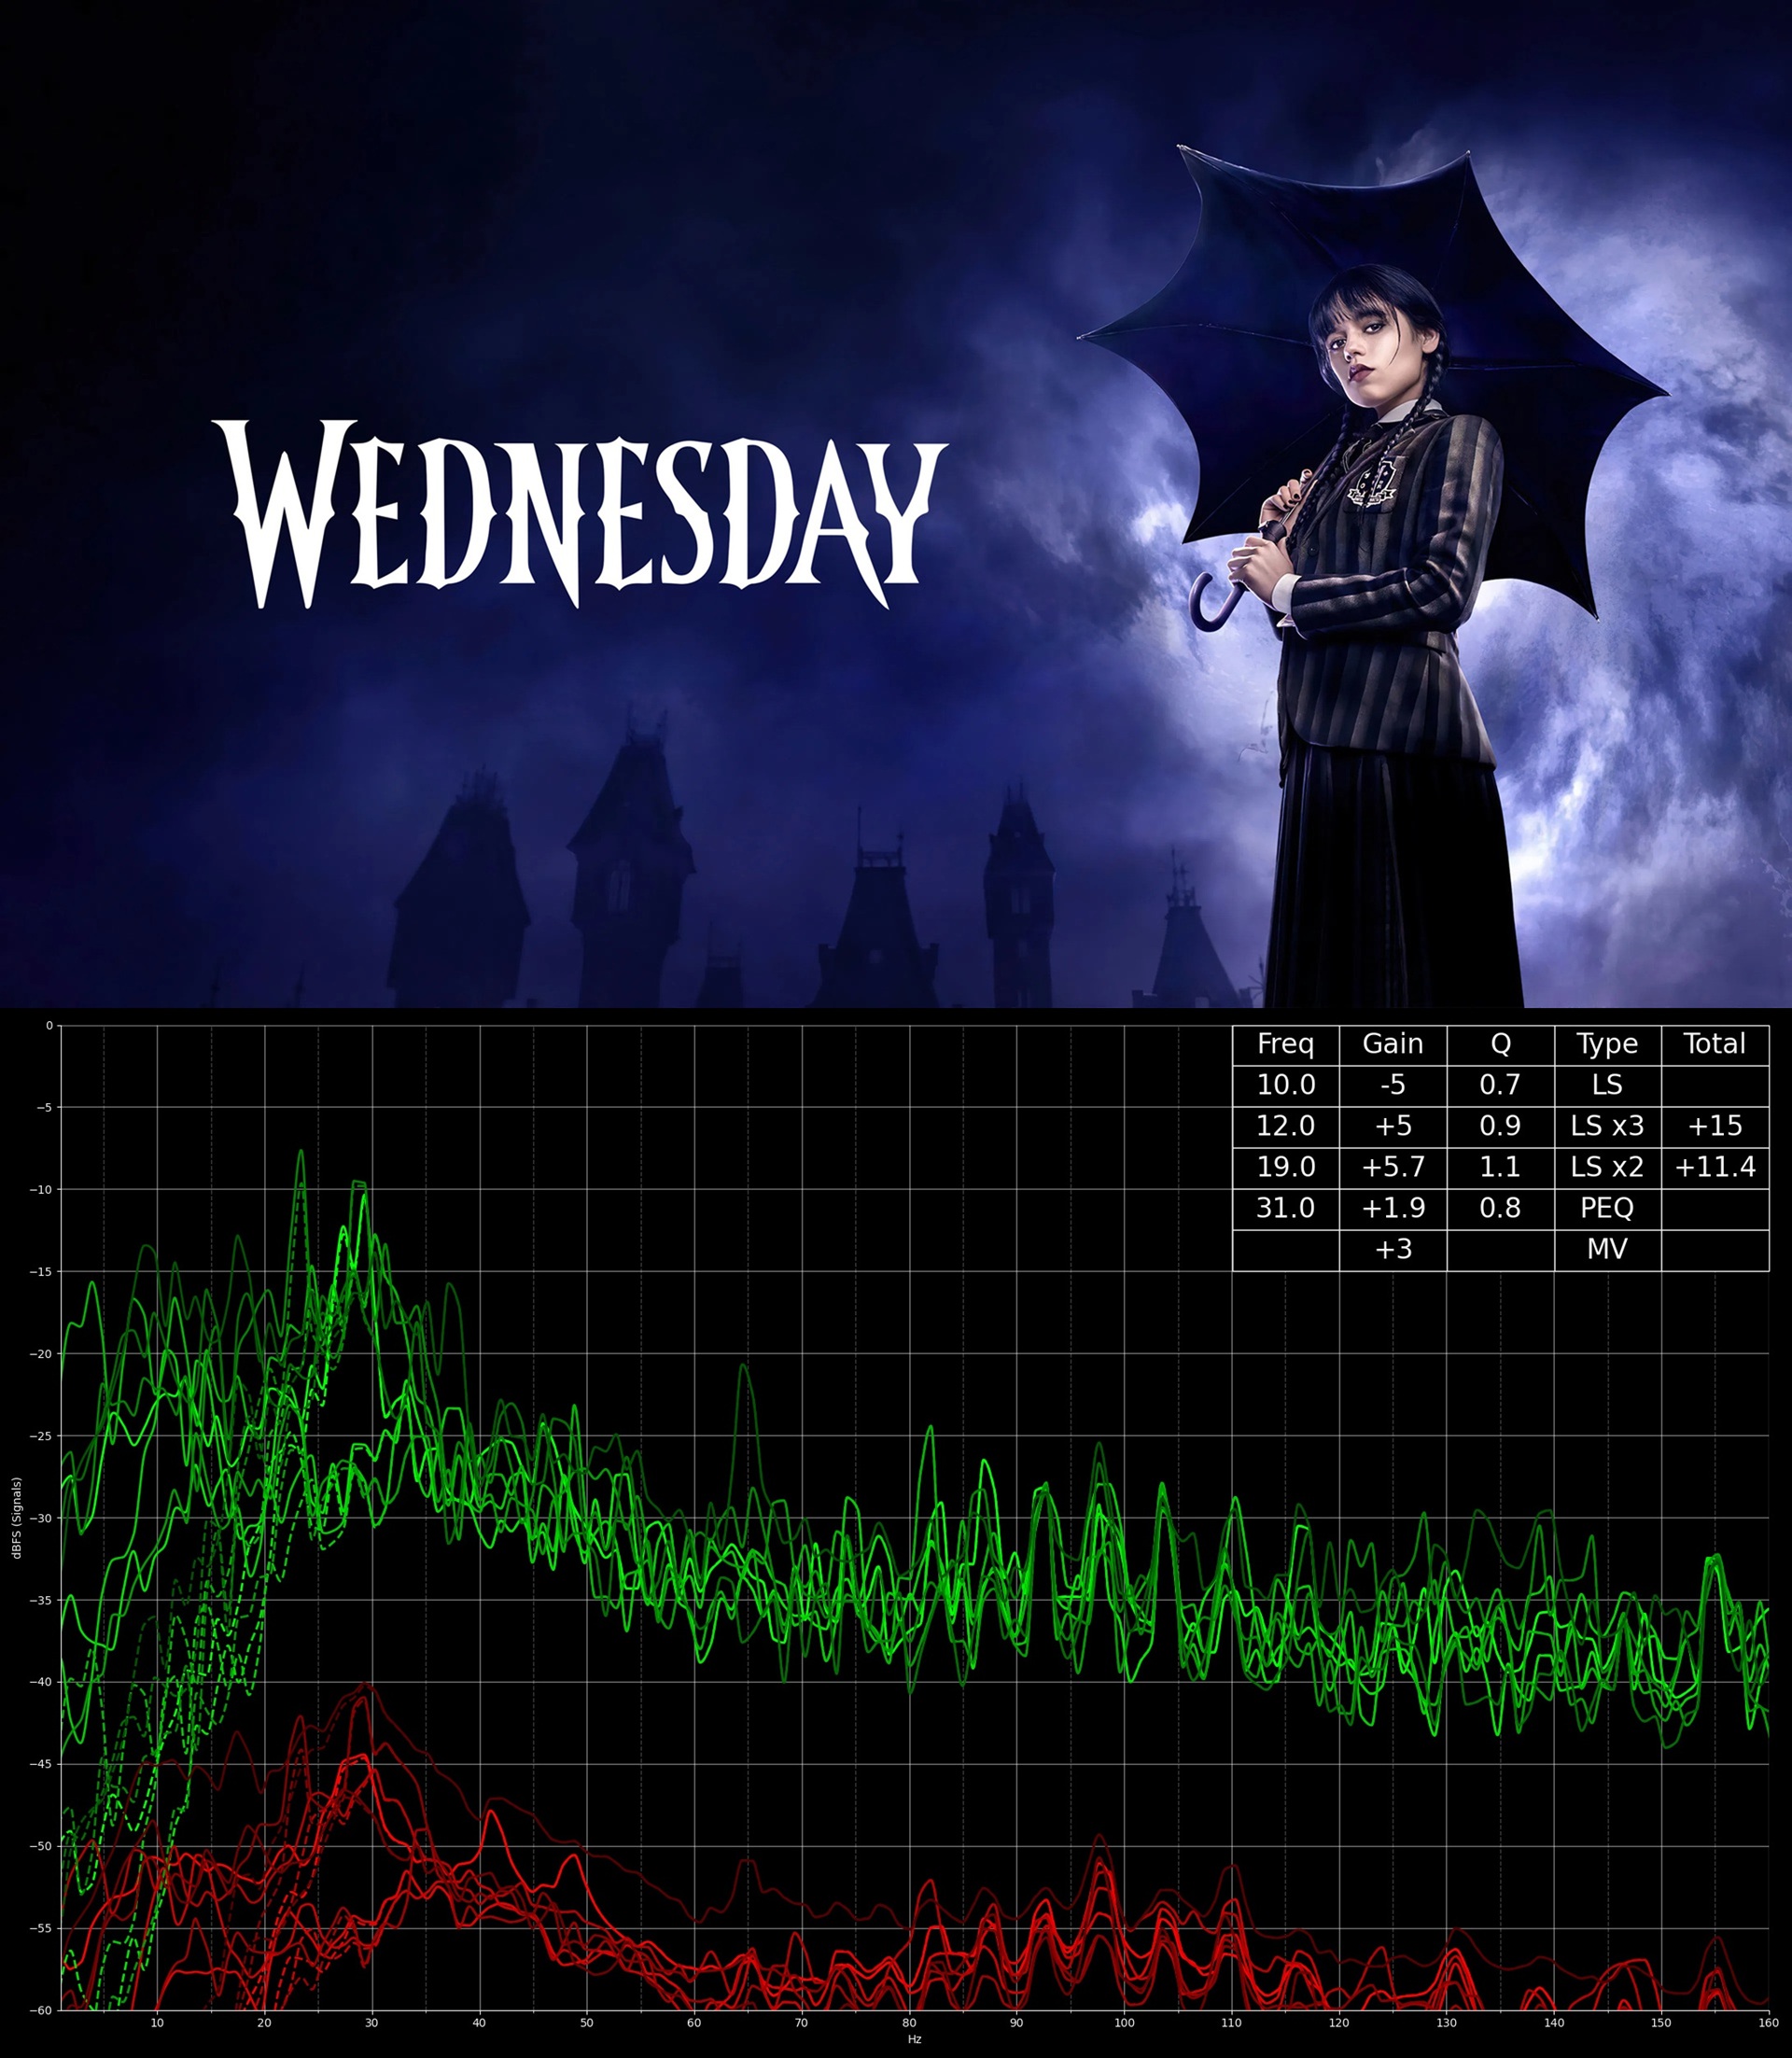 WEDNESDAY
Freq Gain Q Type Total
10.0 -5 0.7 LS
12.0 +5 0.9 LS x3 +15
19.0 +5.7 1.1 LS x2 +11.4
31.0 +1.9 0.8 PEQ
+3 MV
dBFS (Signals)
0
−5
−10
−15
−20
−25
−30
−35
−40
−45
−50
−55
−60
10 20 30 40 50 60 70 80 90 100 110 120 130 140 150 160
Hz